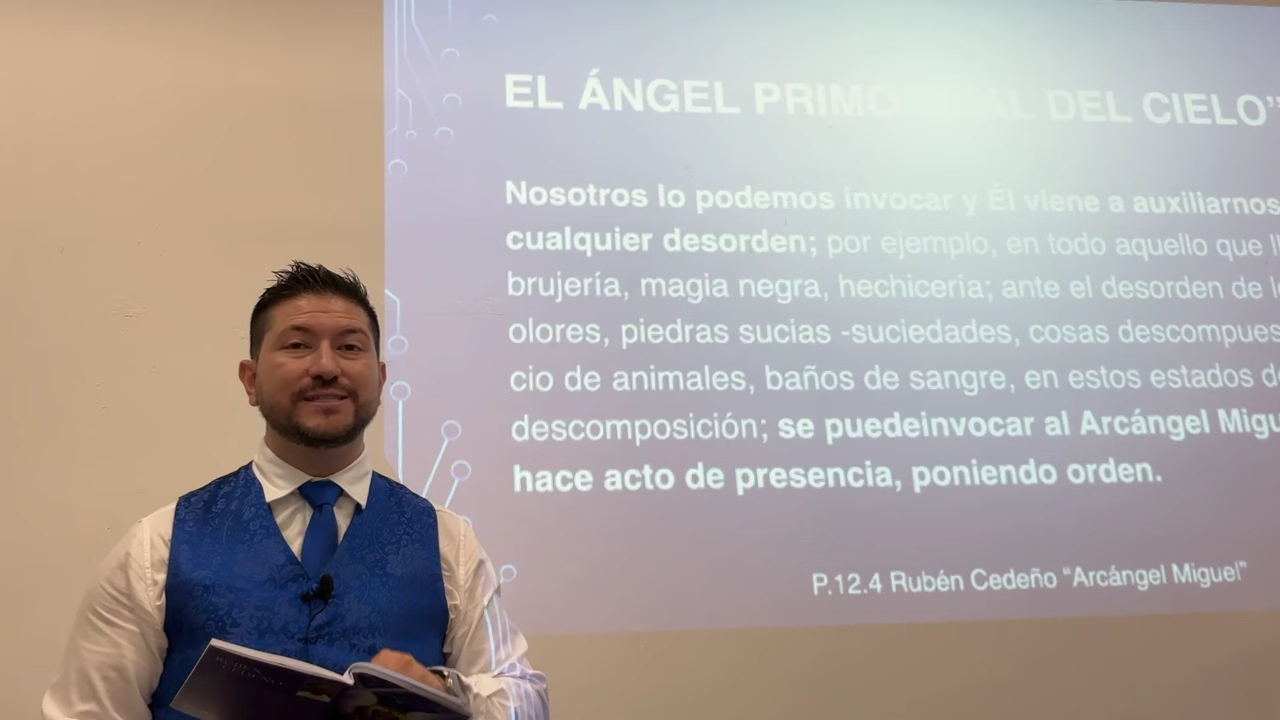 EL ÁNGEL PRIMO AL DEL CIELO"
Nosotros lo podemos invocar y Él viene a auxiliarnos
cualquier desorden; por ejemplo, en todo aquello que
brujería, magia negra, hechicería; ante el desorden de
olores, piedras sucias -suciedades, cosas descompues
cio de animales, baños de sangre, en estos estados de
descomposición; se puedeinvocar al Arcángel Migu
hace acto de presencia, poniendo orden.
P.12.4 Rubén Cedeño “Arcángel Miguel”
RUBÉN
CEDEÑO